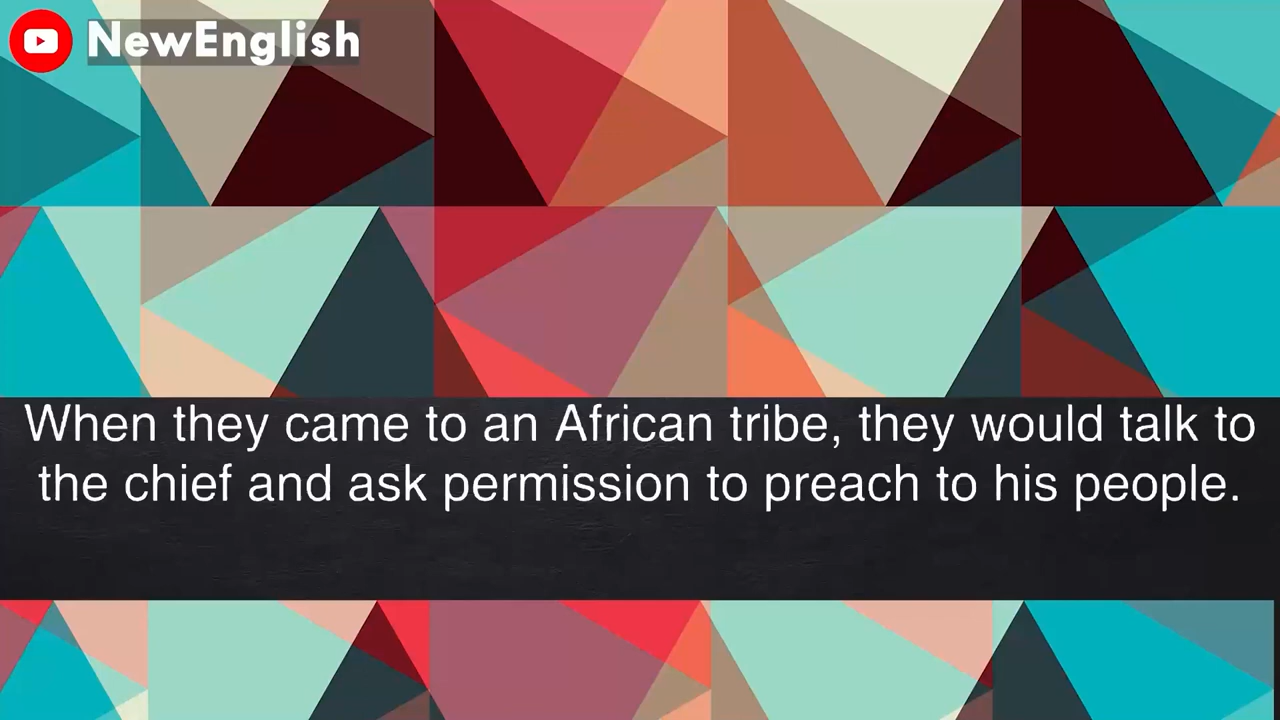 NewEnglish
When they came to an African tribe, they would talk to
the chief and ask permission to preach to his people.